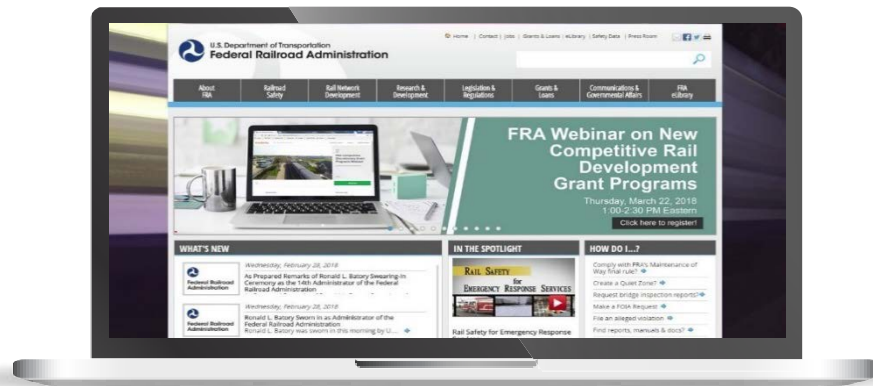 U.S. Department of Transportation
Federal Railroad Administration
Home | Contact | Jobs | Grants & Loans | eLibrary | Safety Data | Press Room
About FRA
Railroad Safety
Rail Network Development
Research & Development
Legislation & Regulations
Grants & Loans
Communications & Governmental Affairs
FRA eLibrary
FRA Webinar on New
Competitive Rail
Development
Grant Programs
Thursday, March 22, 2018
1:00-2:30 PM Eastern
Click here to register!
WHAT'S NEW
Wednesday, February 28, 2018
Federal Railroad
Administration
As Prepared Remarks of Ronald L. Batory Swearing-In
Ceremony as the 14th Administrator of the Federal
Railroad Administration
Wednesday, February 28, 2018
Federal Railroad
Administration
Ronald L. Batory Sworn in as Administrator of the
Federal Railroad Administration
Ronald L. Batory was sworn in this morning by U....
IN THE SPOTLIGHT
RAIL SAFETY
for
EMERGENCY RESPONSE SERVICES
Rail Safety for Emergency Response
HOW DO I...?
Comply with FRA's Maintenance of
Way final rule?
Create a Quiet Zone?
Request bridge inspection reports?
Make a FOIA Request
File an alleged violation
Find reports, manuals & docs?